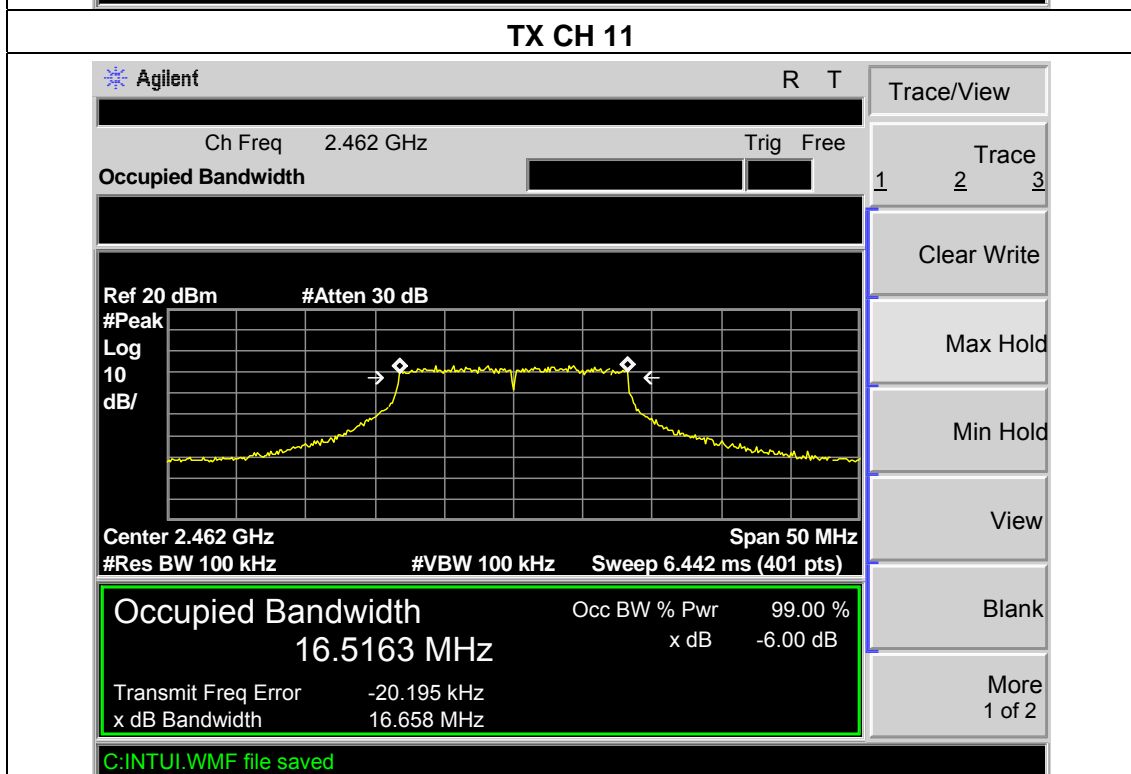 TX CH 11
Agilent R T
Trace/View
Ch Freq 2.462 GHz Trig Free
Occupied Bandwidth
Trace
1 2 3
Clear Write
Ref 20 dBm #Atten 30 dB
#Peak
Log
10
dB/
Max Hold
Min Hold
View
Center 2.462 GHz Span 50 MHz
#Res BW 100 kHz #VBW 100 kHz Sweep 6.442 ms (401 pts)
Occupied Bandwidth Occ BW % Pwr 99.00 %
16.5163 MHz x dB -6.00 dB
Blank
Transmit Freq Error -20.195 kHz
x dB Bandwidth 16.658 MHz
More
1 of 2
C:INTUI.WMF file saved